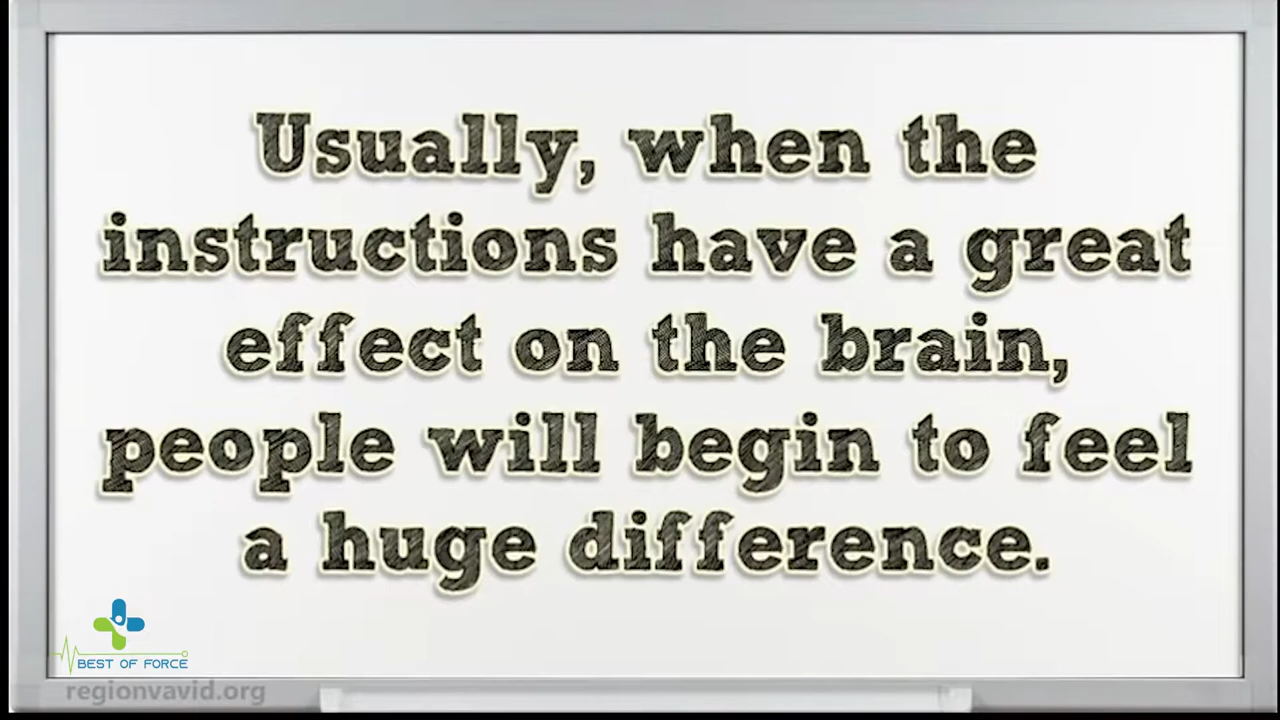 Usually, when the
instructions have a great
effect on the brain,
people will begin to feel
a huge difference.
BEST OF FORCE
regionvavid.org